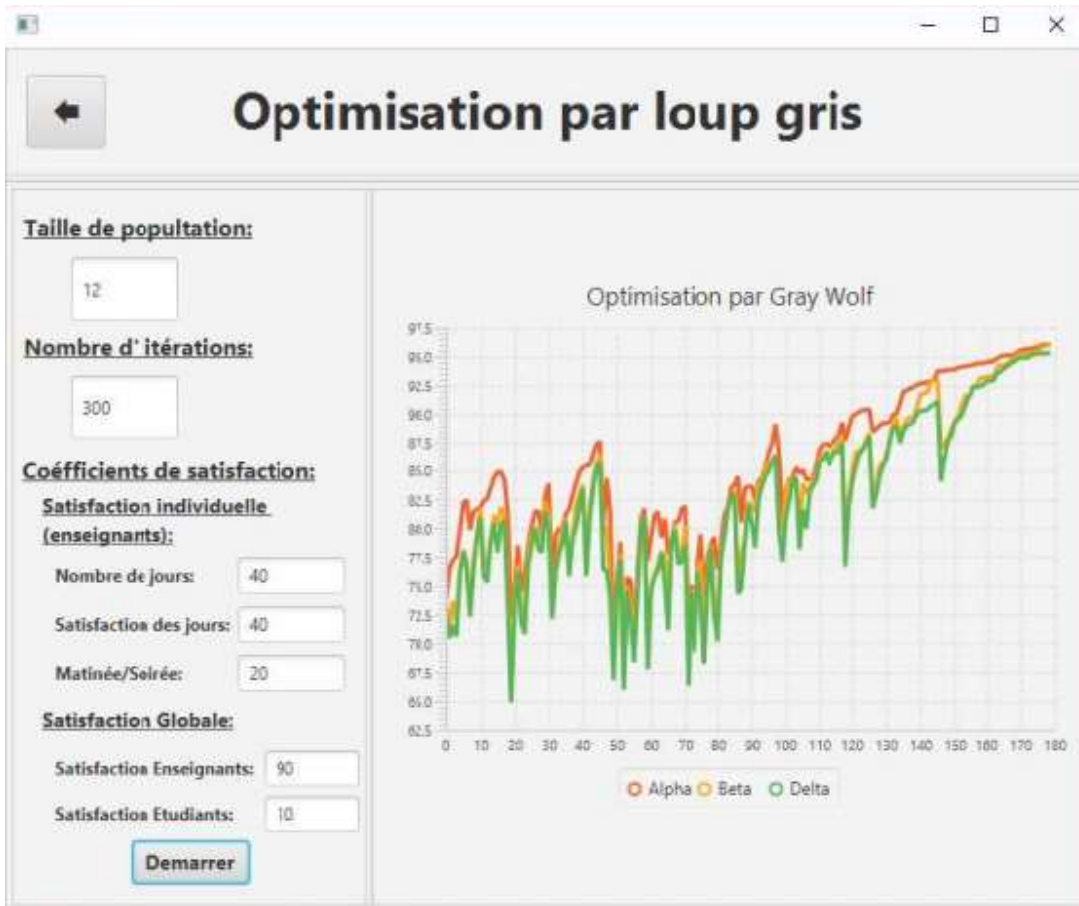 Optimisation par loup gris
Taille de popultation:
12
Nombre d' itérations:
300
Coéfficients de satisfaction:
Satisfaction individuelle
(enseignants):
Nombre de jours: 40
Satisfaction des jours: 40
Matinée/Soirée: 20
Satisfaction Globale:
Satisfaction Enseignants: 90
Satisfaction Etudiants: 10
Demarrer
Optimisation par Gray Wolf
97.5
95.0
92.5
90.0
87.5
85.0
82.5
80.0
77.5
75.0
72.5
70.0
67.5
65.0
62.5
0 10 20 30 40 50 60 70 80 90 100 110 120 130 140 150 160 170 180
Alpha Beta Delta